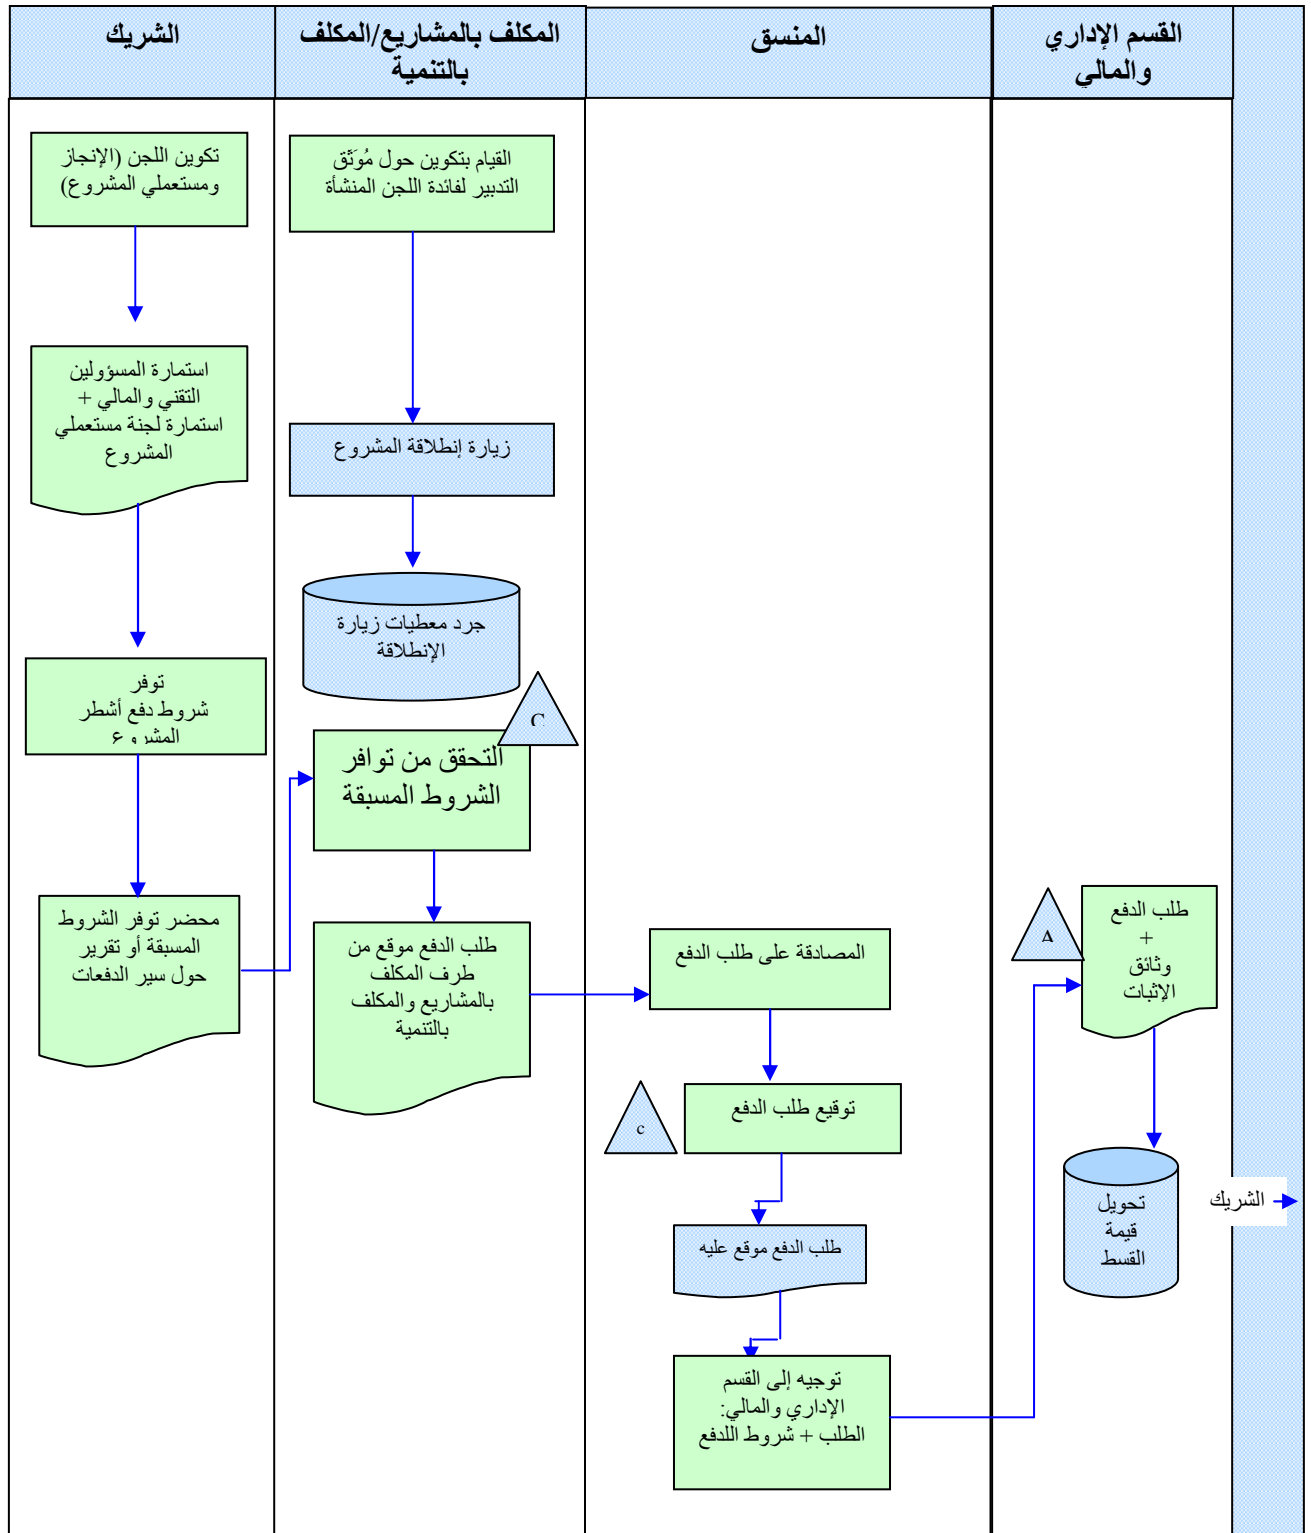 الشريك
المكلف بالمشاريع/المكلف
بالتنمية
المنسق
القسم الإداري
والمالي
تكوين اللجن (الإنجاز
ومستعملي المشروع)
استمارة المسؤولين
التقني والمالي +
استمارة لجنة مستعملي
المشروع
توفر
شروط دفع أشطر
المشروع
محضر توفر الشروط
المسبقة أو تقرير
حول سير الدفعات
القيام بتكوين حول مُوَثق
التدبير لفائدة اللجن المنشأة
زيارة إنطلاقة المشروع
جرد معطيات زيارة
الإنطلاقة
C
التحقق من توافر
الشروط المسبقة
طلب الدفع موقع من
طرف المكلف
بالمشاريع والمكلف
بالتنمية
المصادقة على طلب الدفع
c
توقيع طلب الدفع
طلب الدفع موقع عليه
توجيه إلى القسم
الإداري والمالي:
الطلب + شروط اللدفع
A
طلب الدفع
+
وثائق
الإثبات
تحويل
قيمة
القسط
الشريك